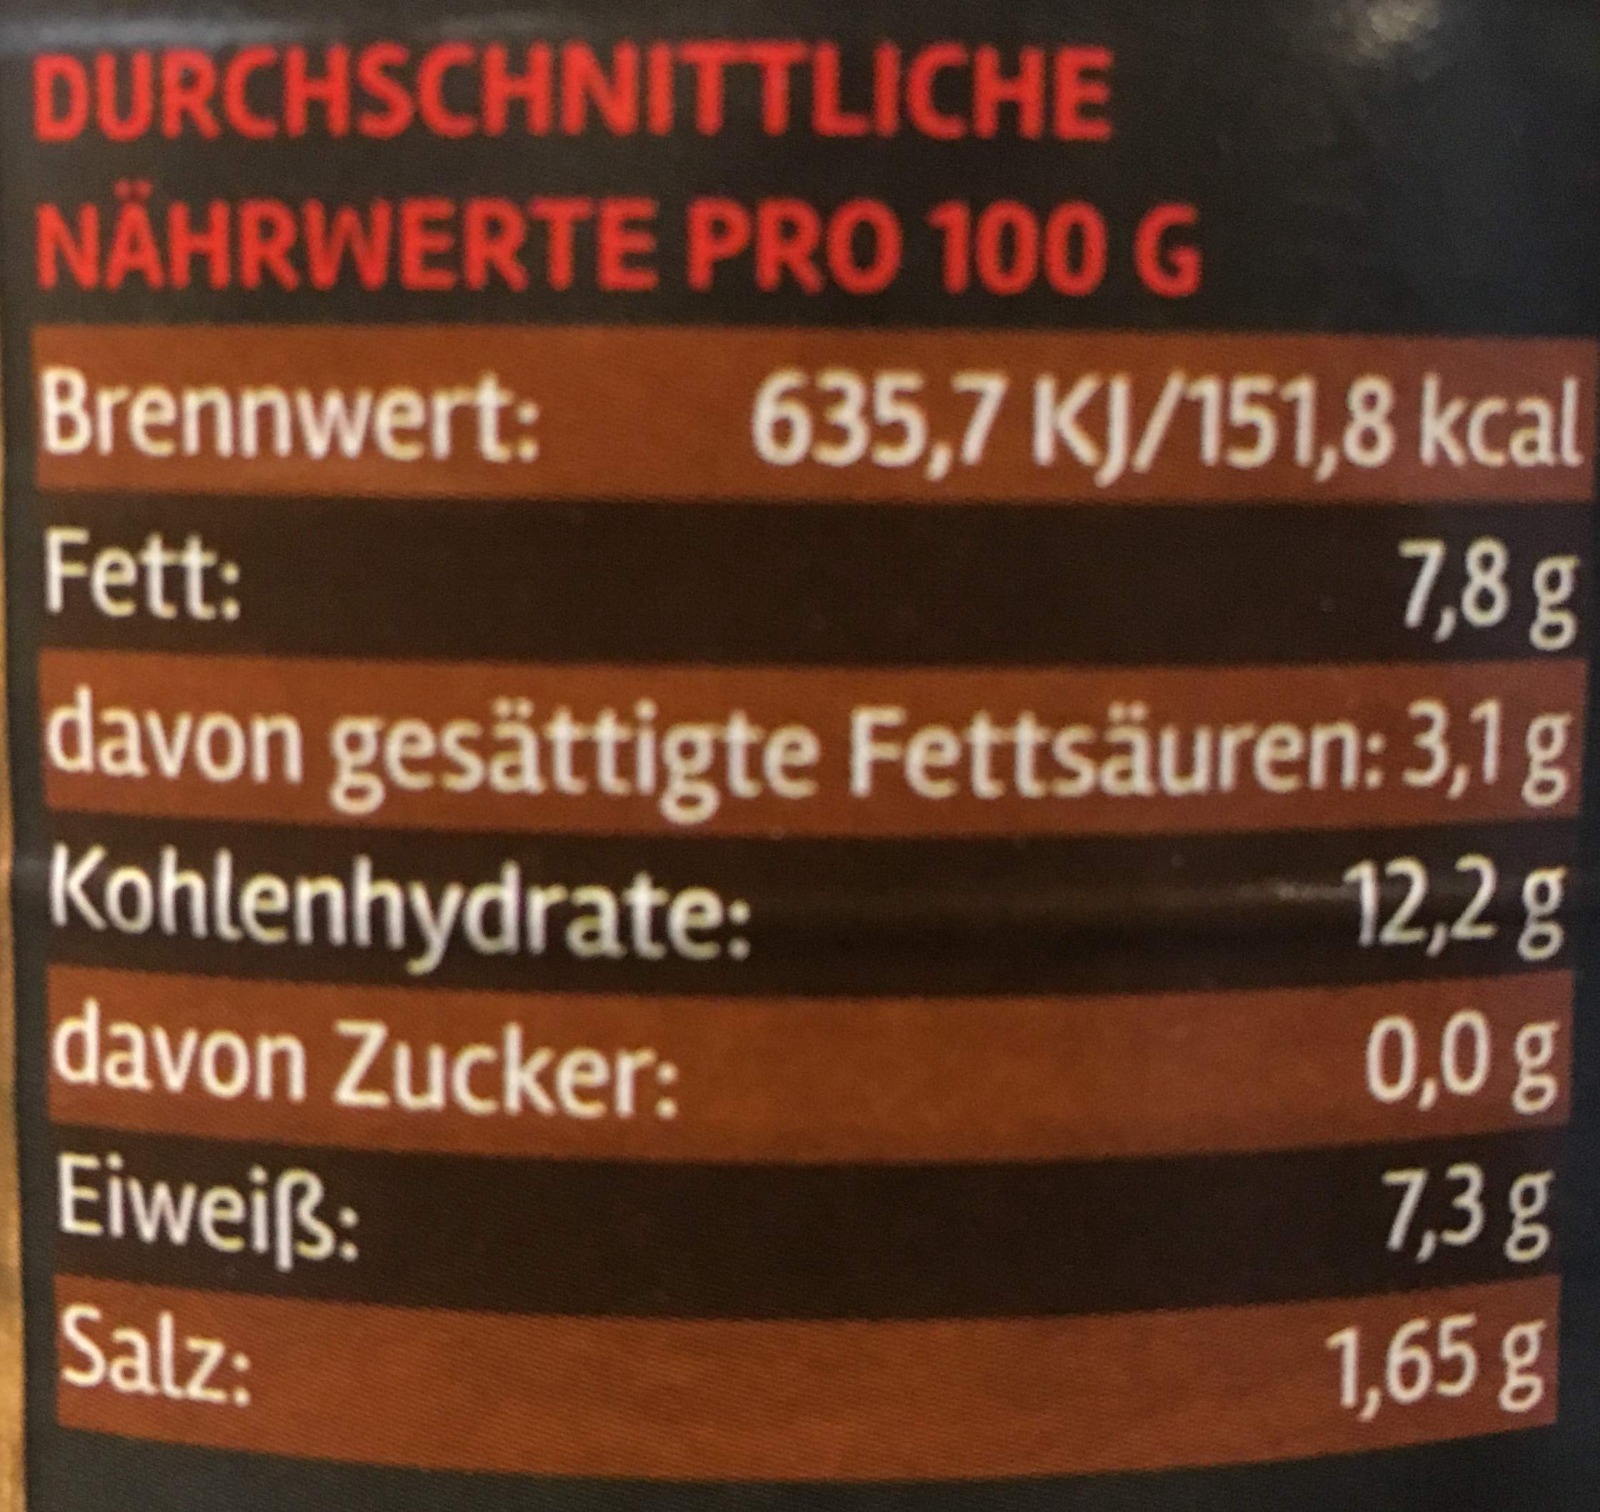 DURCHSCHNITTLICHE
NÄHRWERTE PRO 100 G
Brennwert: 635,7 KJ/151,8 kcal
Fett: 7,8 g
davon gesättigte Fettsäuren: 3,1 g
Kohlenhydrate: 12,2 g
davon Zucker: 0,0 g
Eiweiß: 7,3 g
Salz: 1,65 g